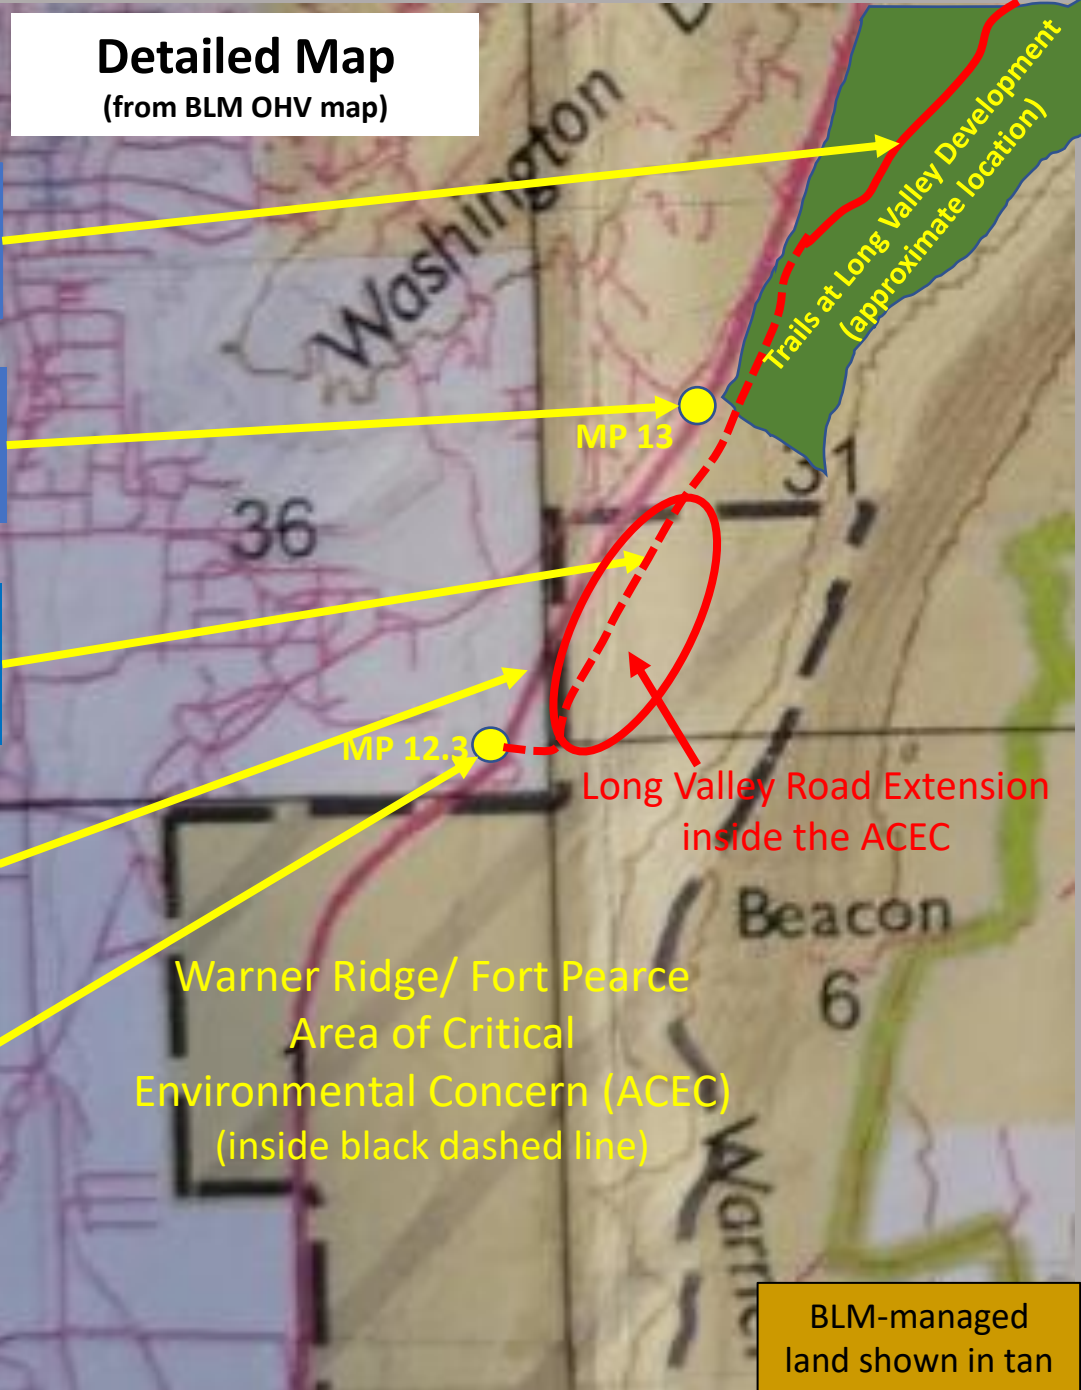 Detailed Map
(from BLM OHV map)
Washington
Trails at Long Valley Development
(approximate location)
MP 13
31
36
MP 12.3
Long Valley Road Extension
inside the ACEC
Beacon
6
Warner Ridge/ Fort Pearce
Area of Critical
Environmental Concern (ACEC)
(inside black dashed line)
Warner
BLM-managed
land shown in tan